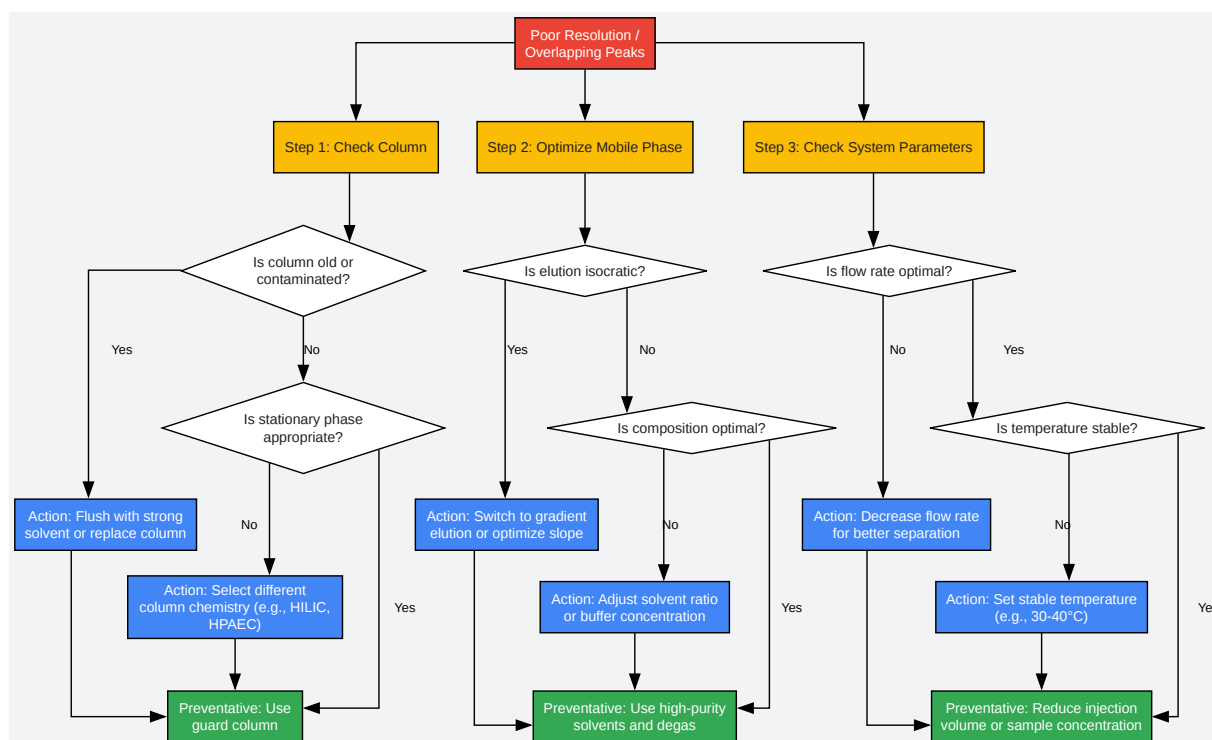 Poor Resolution /
Overlapping Peaks
Step 1: Check Column
Step 2: Optimize Mobile Phase
Step 3: Check System Parameters
Is column old or
contaminated?
Is elution isocratic?
Is flow rate optimal?
Yes
No
Yes
No
No
Yes
Is stationary phase
appropriate?
Is composition optimal?
Is temperature stable?
Action: Flush with strong
solvent or replace column
Action: Switch to gradient
elution or optimize slope
Action: Decrease flow rate
for better separation
No
No
No
Action: Select different
column chemistry (e.g., HILIC,
HPAEC)
Action: Adjust solvent ratio
or buffer concentration
Action: Set stable temperature
(e.g., 30-40°C)
Yes
Yes
Ye
Preventative: Use
guard column
Preventative: Use high-purity
solvents and degas
Preventative: Reduce injection
volume or sample concentration